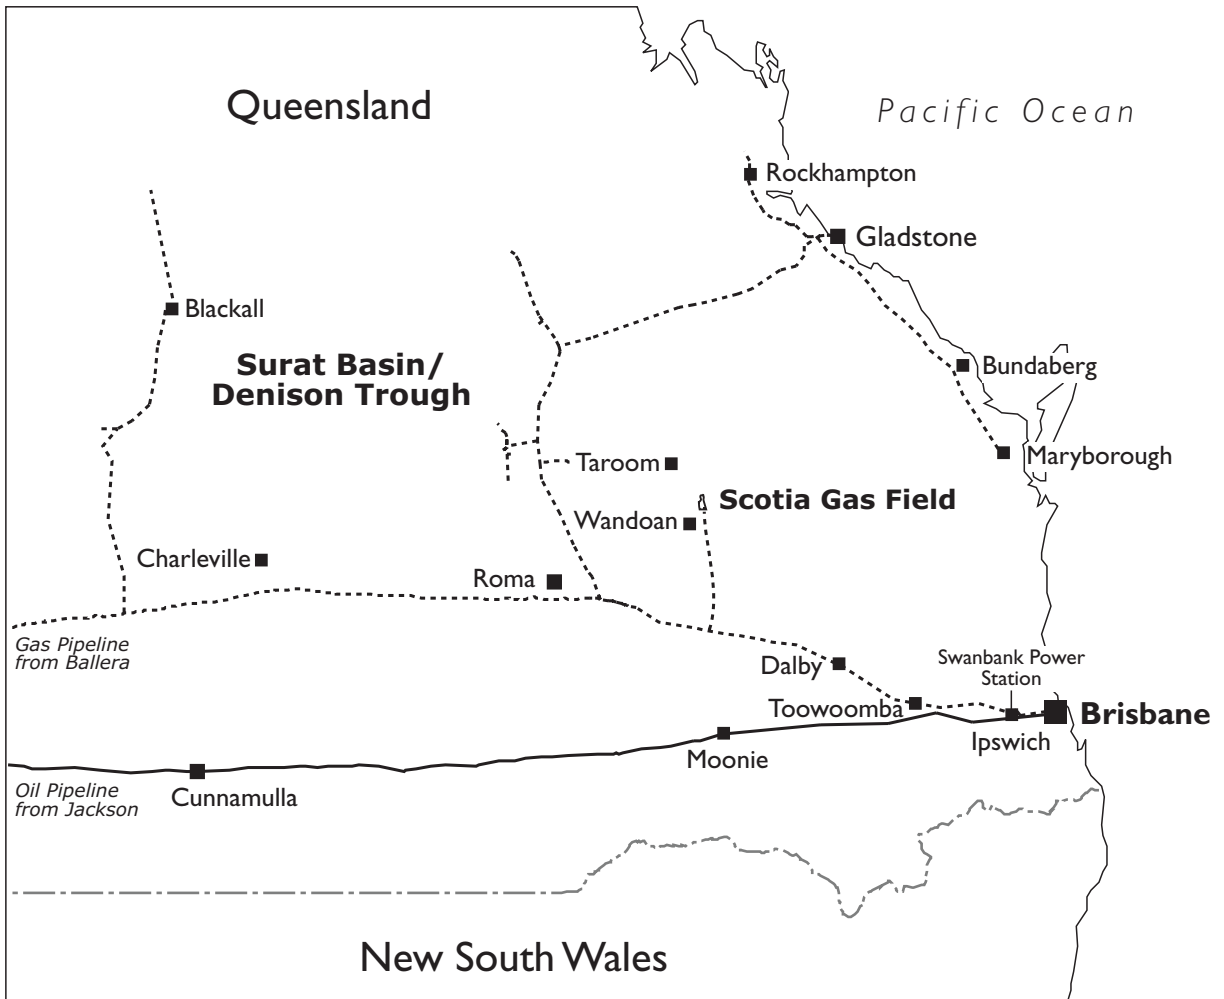 Queensland
Pacific Ocean
Rockhampton
Gladstone
Blackall
Surat Basin/
Denison Trough
Bundaberg
Maryborough
Taroom
Scotia Gas Field
Wandoan
Charleville
Roma
Gas Pipeline
from Ballera
Dalby
Swanbank Power
Station
Toowoomba
Brisbane
Ipswich
Moonie
Oil Pipeline
from Jackson
Cunnamulla
New South Wales